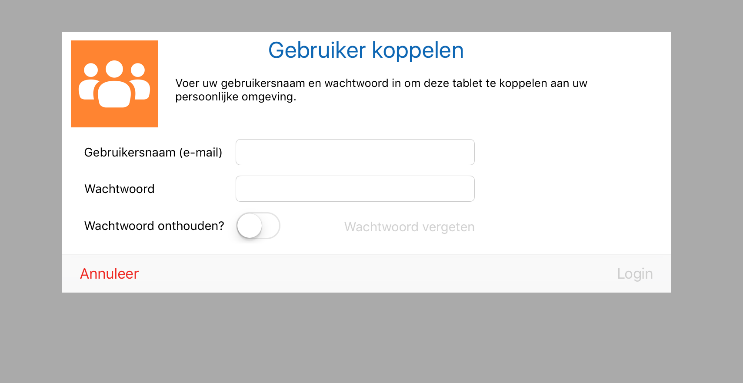 Gebruiker koppelen
Voer uw gebruikersnaam en wachtwoord in om deze tablet te koppelen aan uw
persoonlijke omgeving.
Gebruikersnaam (e-mail)
Wachtwoord
Wachtwoord onthouden?
Wachtwoord vergeten
Annuleer
Login